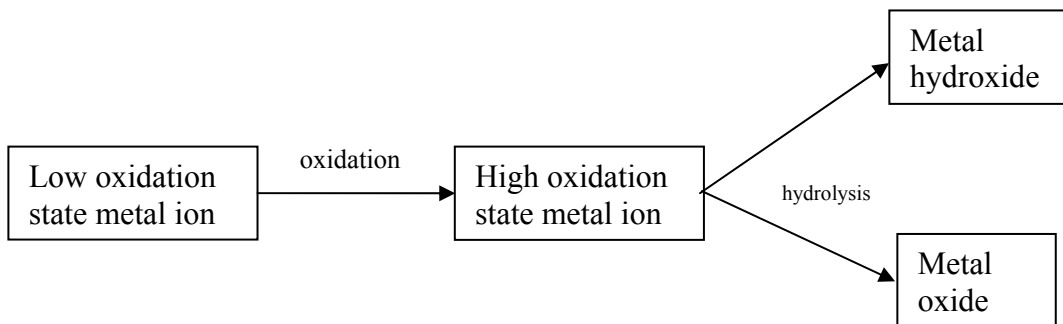 Metal
hydroxide
oxidation
Low oxidation
state metal ion
High oxidation
state metal ion
hydrolysis
Metal
oxide